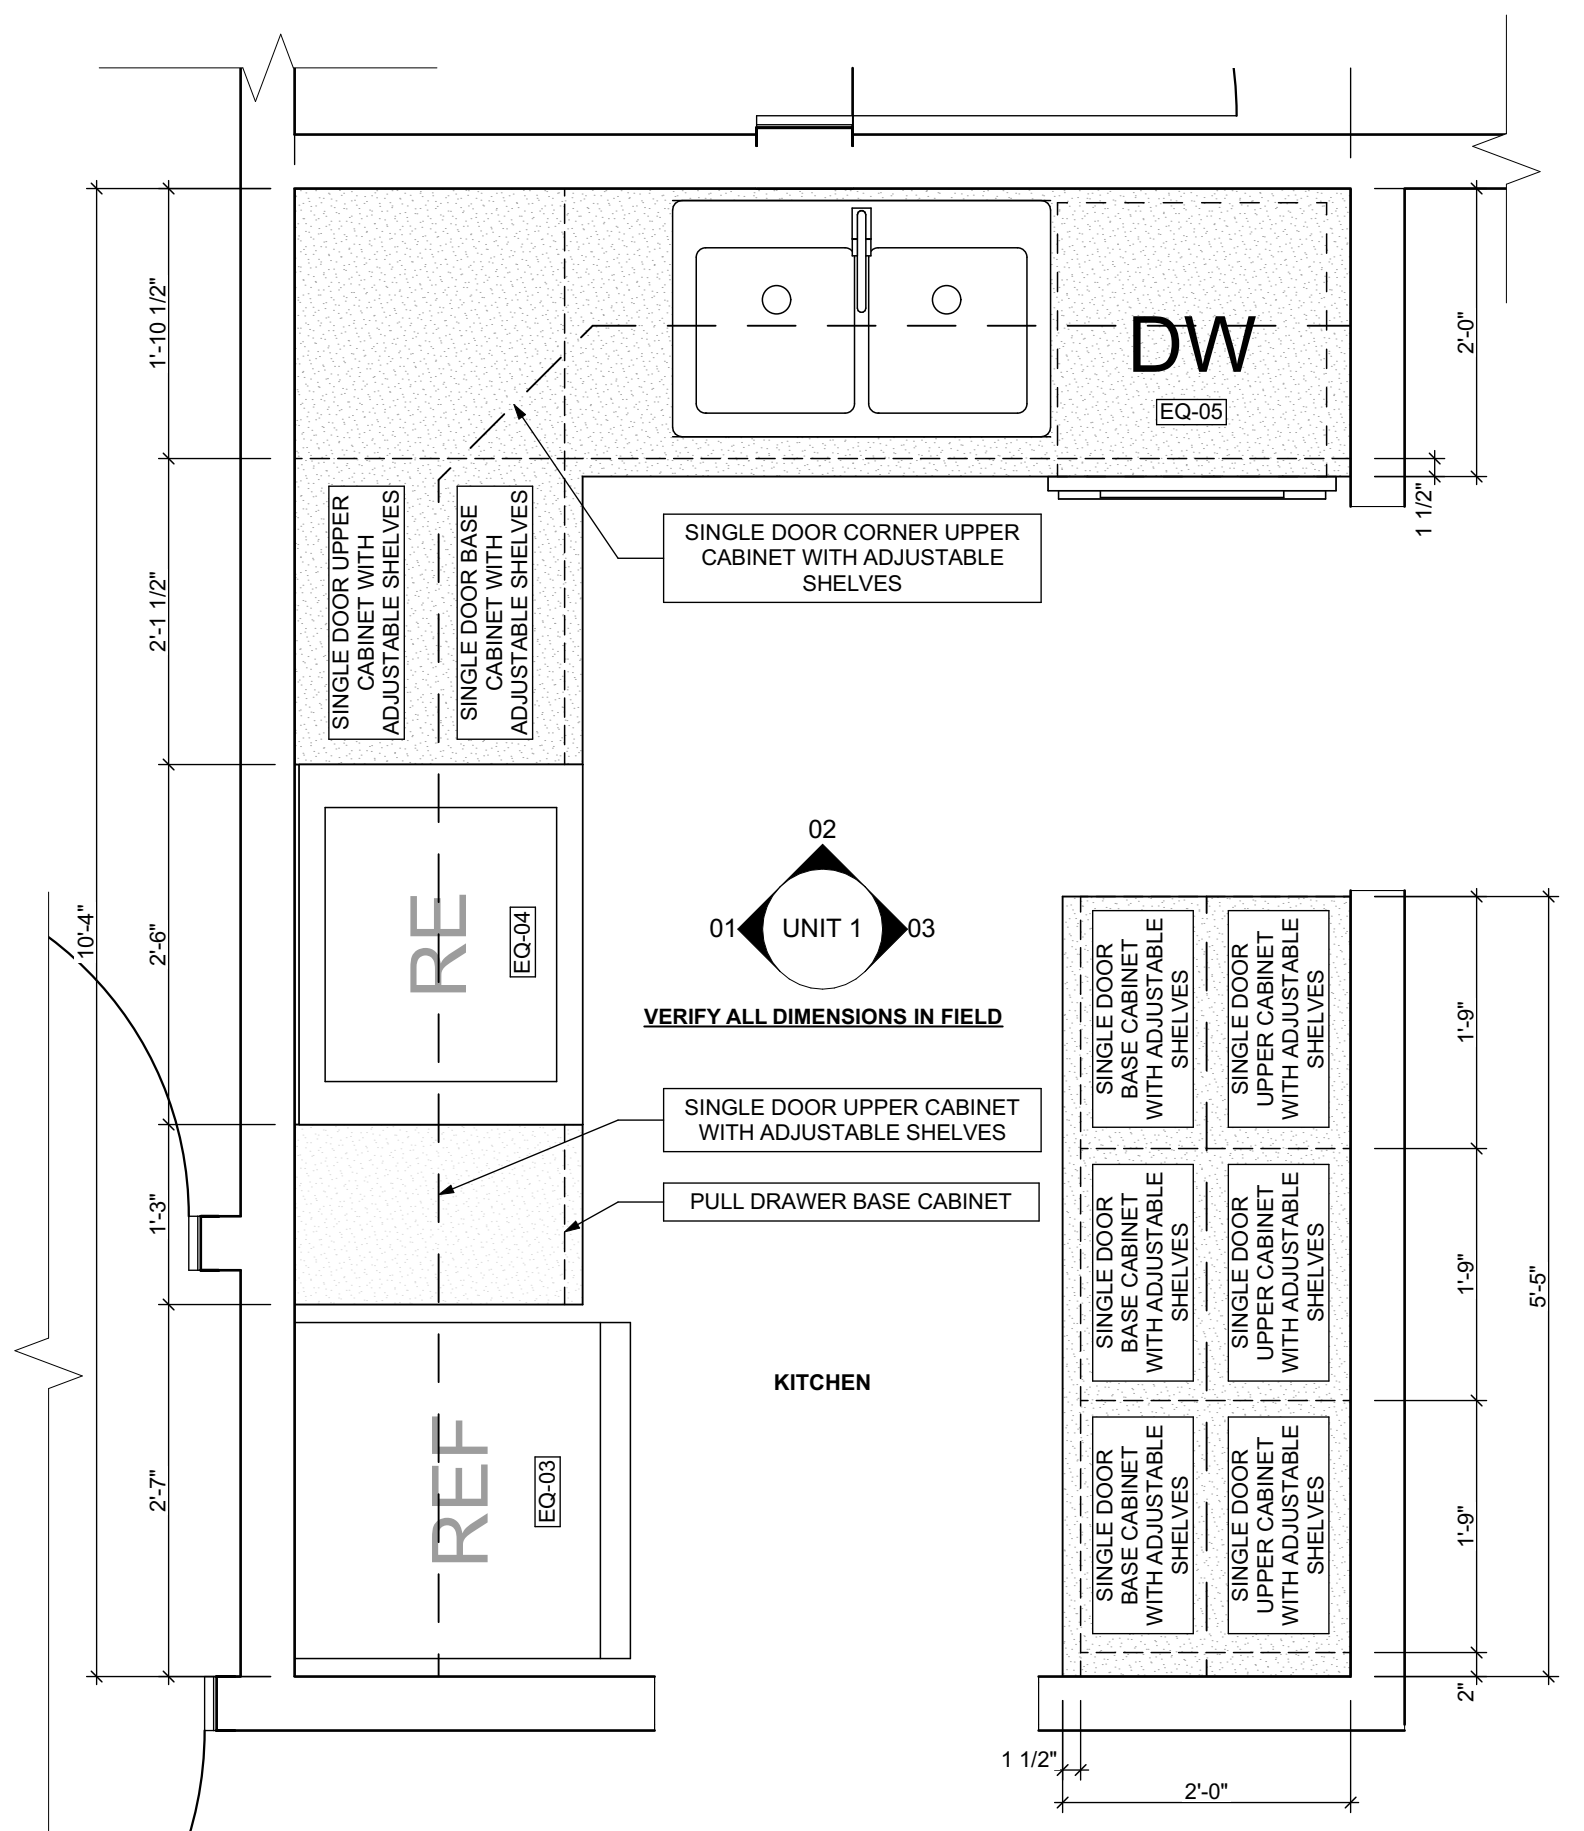 1'-10 1/2"
2'-1 1/2"
10'-4"
2'-6"
1'-3"
2'-7"
DW
EQ-05
2'-0"
1 1/2"
SINGLE DOOR UPPER
CABINET WITH
ADJUSTABLE SHELVES
SINGLE DOOR BASE
CABINET WITH
ADJUSTABLE SHELVES
SINGLE DOOR CORNER UPPER
CABINET WITH ADJUSTABLE
SHELVES
RE
EQ-04
02
01
UNIT 1
03
VERIFY ALL DIMENSIONS IN FIELD
SINGLE DOOR UPPER CABINET
WITH ADJUSTABLE SHELVES
PULL DRAWER BASE CABINET
KITCHEN
REF
EQ-03
SINGLE DOOR
BASE CABINET
WITH ADJUSTABLE
SHELVES
SINGLE DOOR
UPPER CABINET
WITH ADJUSTABLE
SHELVES
SINGLE DOOR
BASE CABINET
WITH ADJUSTABLE
SHELVES
SINGLE DOOR
UPPER CABINET
WITH ADJUSTABLE
SHELVES
SINGLE DOOR
BASE CABINET
WITH ADJUSTABLE
SHELVES
SINGLE DOOR
UPPER CABINET
WITH ADJUSTABLE
SHELVES
1'-9"
1'-9"
1'-9"
5'-5"
2"
1 1/2"
2'-0"